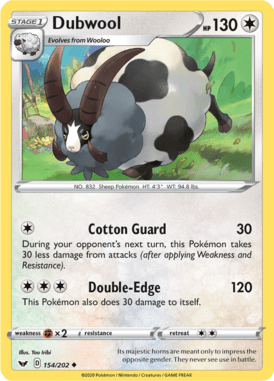 STAGE 1
Dubwool
HP 130
Evolves from Wooloo
NO. 832 Sheep Pokémon HT: 4'3" WT: 94.8 lbs.
Cotton Guard 30
During your opponent's next turn, this Pokémon takes
30 less damage from attacks (after applying Weakness and
Resistance).
Double-Edge 120
This Pokémon also does 30 damage to itself.
weakness ×2 resistance retreat
Illus. You Iribi
D 154/202
©2020 Pokémon / Nintendo / Creatures / GAME FREAK
Its majestic horns are meant only to impress the
opposite gender. They never see use in battle.